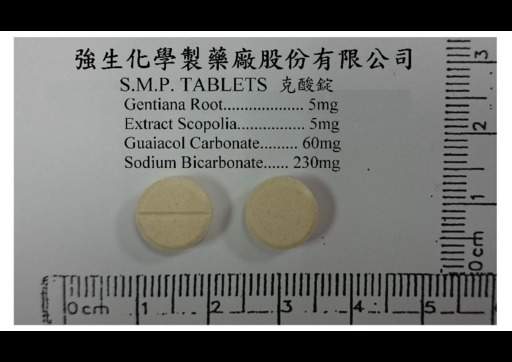 強生化學製藥廠股份有限公司
S.M.P. TABLETS 克酸錠
Gentiana Root................... 5mg
Extract Scopolia................ 5mg
Guaiacol Carbonate......... 60mg
Sodium Bicarbonate...... 230mg
3
2
1
0cm
0cm 1 2 3 4 5